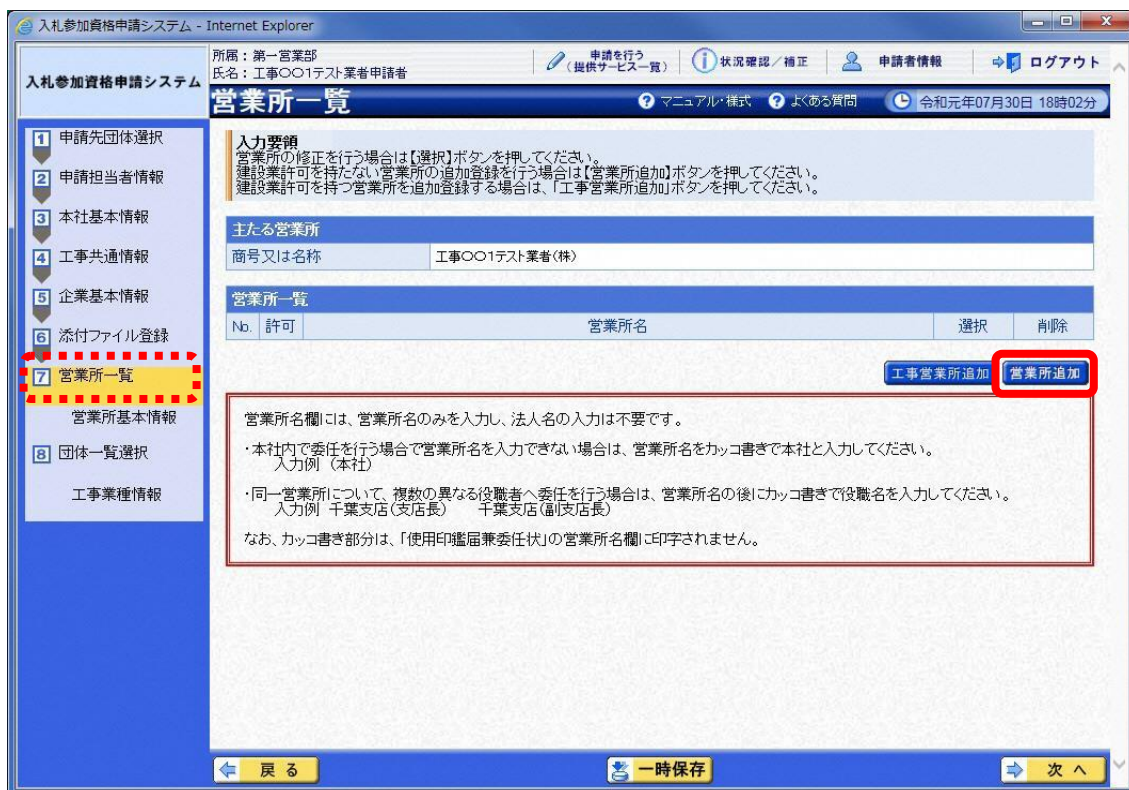 入札参加資格申請システム - Internet Explorer
入札参加資格申請システム
所属：第一営業部
氏名：工事〇〇1テスト業者申請者
申請を行う
(提供サービス一覧)
状況確認／補正
申請者情報
ログアウト
営業所一覧
マニュアル・様式
よくある質問
令和元年07月30日 18時02分
1 申請先団体選択
2 申請担当者情報
3 本社基本情報
4 工事共通情報
5 企業基本情報
6 添付ファイル登録
7 営業所一覧
営業所基本情報
8 団体一覧選択
工事業種情報
入力要領
営業所の修正を行う場合は【選択】ボタンを押してください。
建設業許可を持たない営業所の追加登録を行う場合は【営業所追加】ボタンを押してください。
建設業許可を持つ営業所を追加登録する場合は、「工事営業所追加」ボタンを押してください。
主たる営業所
商号又は名称 工事〇〇1テスト業者(株)
営業所一覧
No. 許可 営業所名 選択 削除
工事営業所追加 営業所追加
営業所名欄には、営業所名のみを入力し、法人名の入力は不要です。
・本社内で委任を行う場合で営業所名を入力できない場合は、営業所名をカッコ書きで本社と入力してください。
入力例 (本社)
・同一営業所について、複数の異なる役職者へ委任を行う場合は、営業所名の後にカッコ書きで役職名を入力してください。
入力例 千葉支店(支店長) 千葉支店(副支店長)
なお、カッコ書き部分は、「使用印鑑届兼委任状」の営業所名欄に印字されません。
戻る
一時保存
次へ